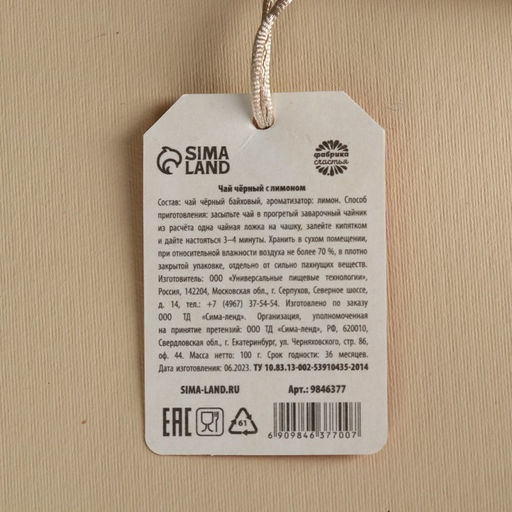 SIMA
LAND
фабрика
счастья
Чай чёрный с лимоном
Состав: чай чёрный байховый, ароматизатор: лимон. Способ
приготовления: засыпьте чай в прогретый заварочный чайник
из расчёта одна чайная ложка на чашку, залейте кипятком
и дайте настояться 3–4 минуты. Хранить в сухом помещении,
при относительной влажности воздуха не более 70 %, в плотно
закрытой упаковке, отдельно от сильно пахнущих веществ.
Изготовитель: ООО «Универсальные пищевые технологии»,
Россия, 142204, Московская обл., г. Серпухов, Северное шоссе,
д. 14, тел.: +7 (4967) 37-54-54. Изготовлено по заказу
ООО ТД «Сима-ленд». Организация, уполномоченная
на принятие претензий: ООО ТД «Сима-ленд», РФ, 620010,
Свердловская обл., г. Екатеринбург, ул. Черняховского, стр. 86,
оф. 44. Масса нетто: 100 г. Срок годности: 36 месяцев.
Дата изготовления: 06.2023. ТУ 10.83.13-002-53910435-2014
SIMA-LAND.RU Арт.: 9846377
EAC 61
6 909846 377007